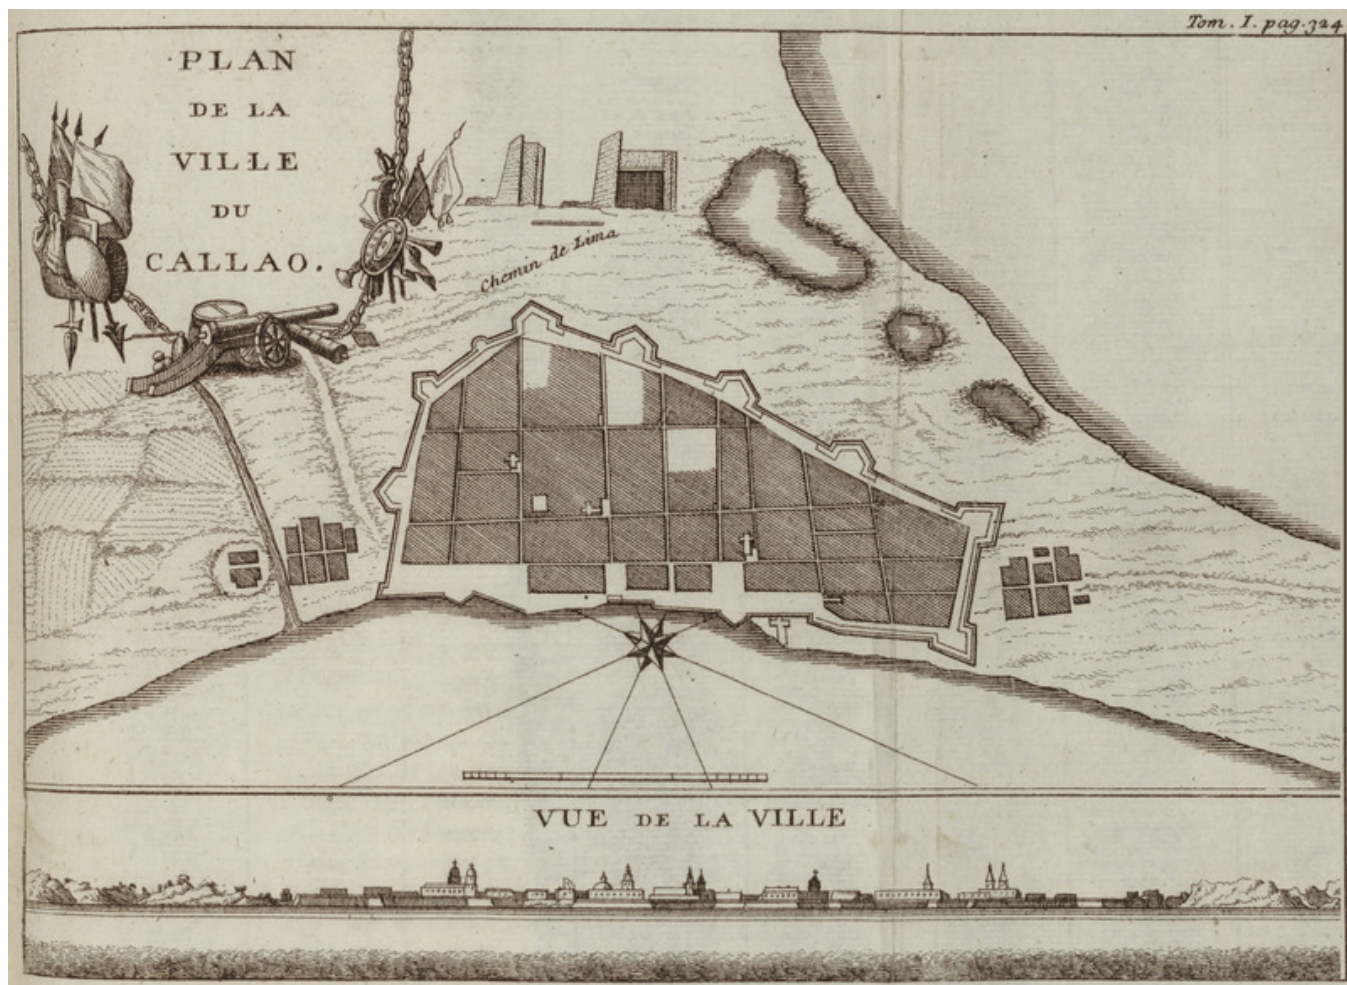 Tom. I. pag. 324
PLAN
DE LA
VILLE
DU
CALLAO.
Chemin de Lima
VUE DE LA VILLE